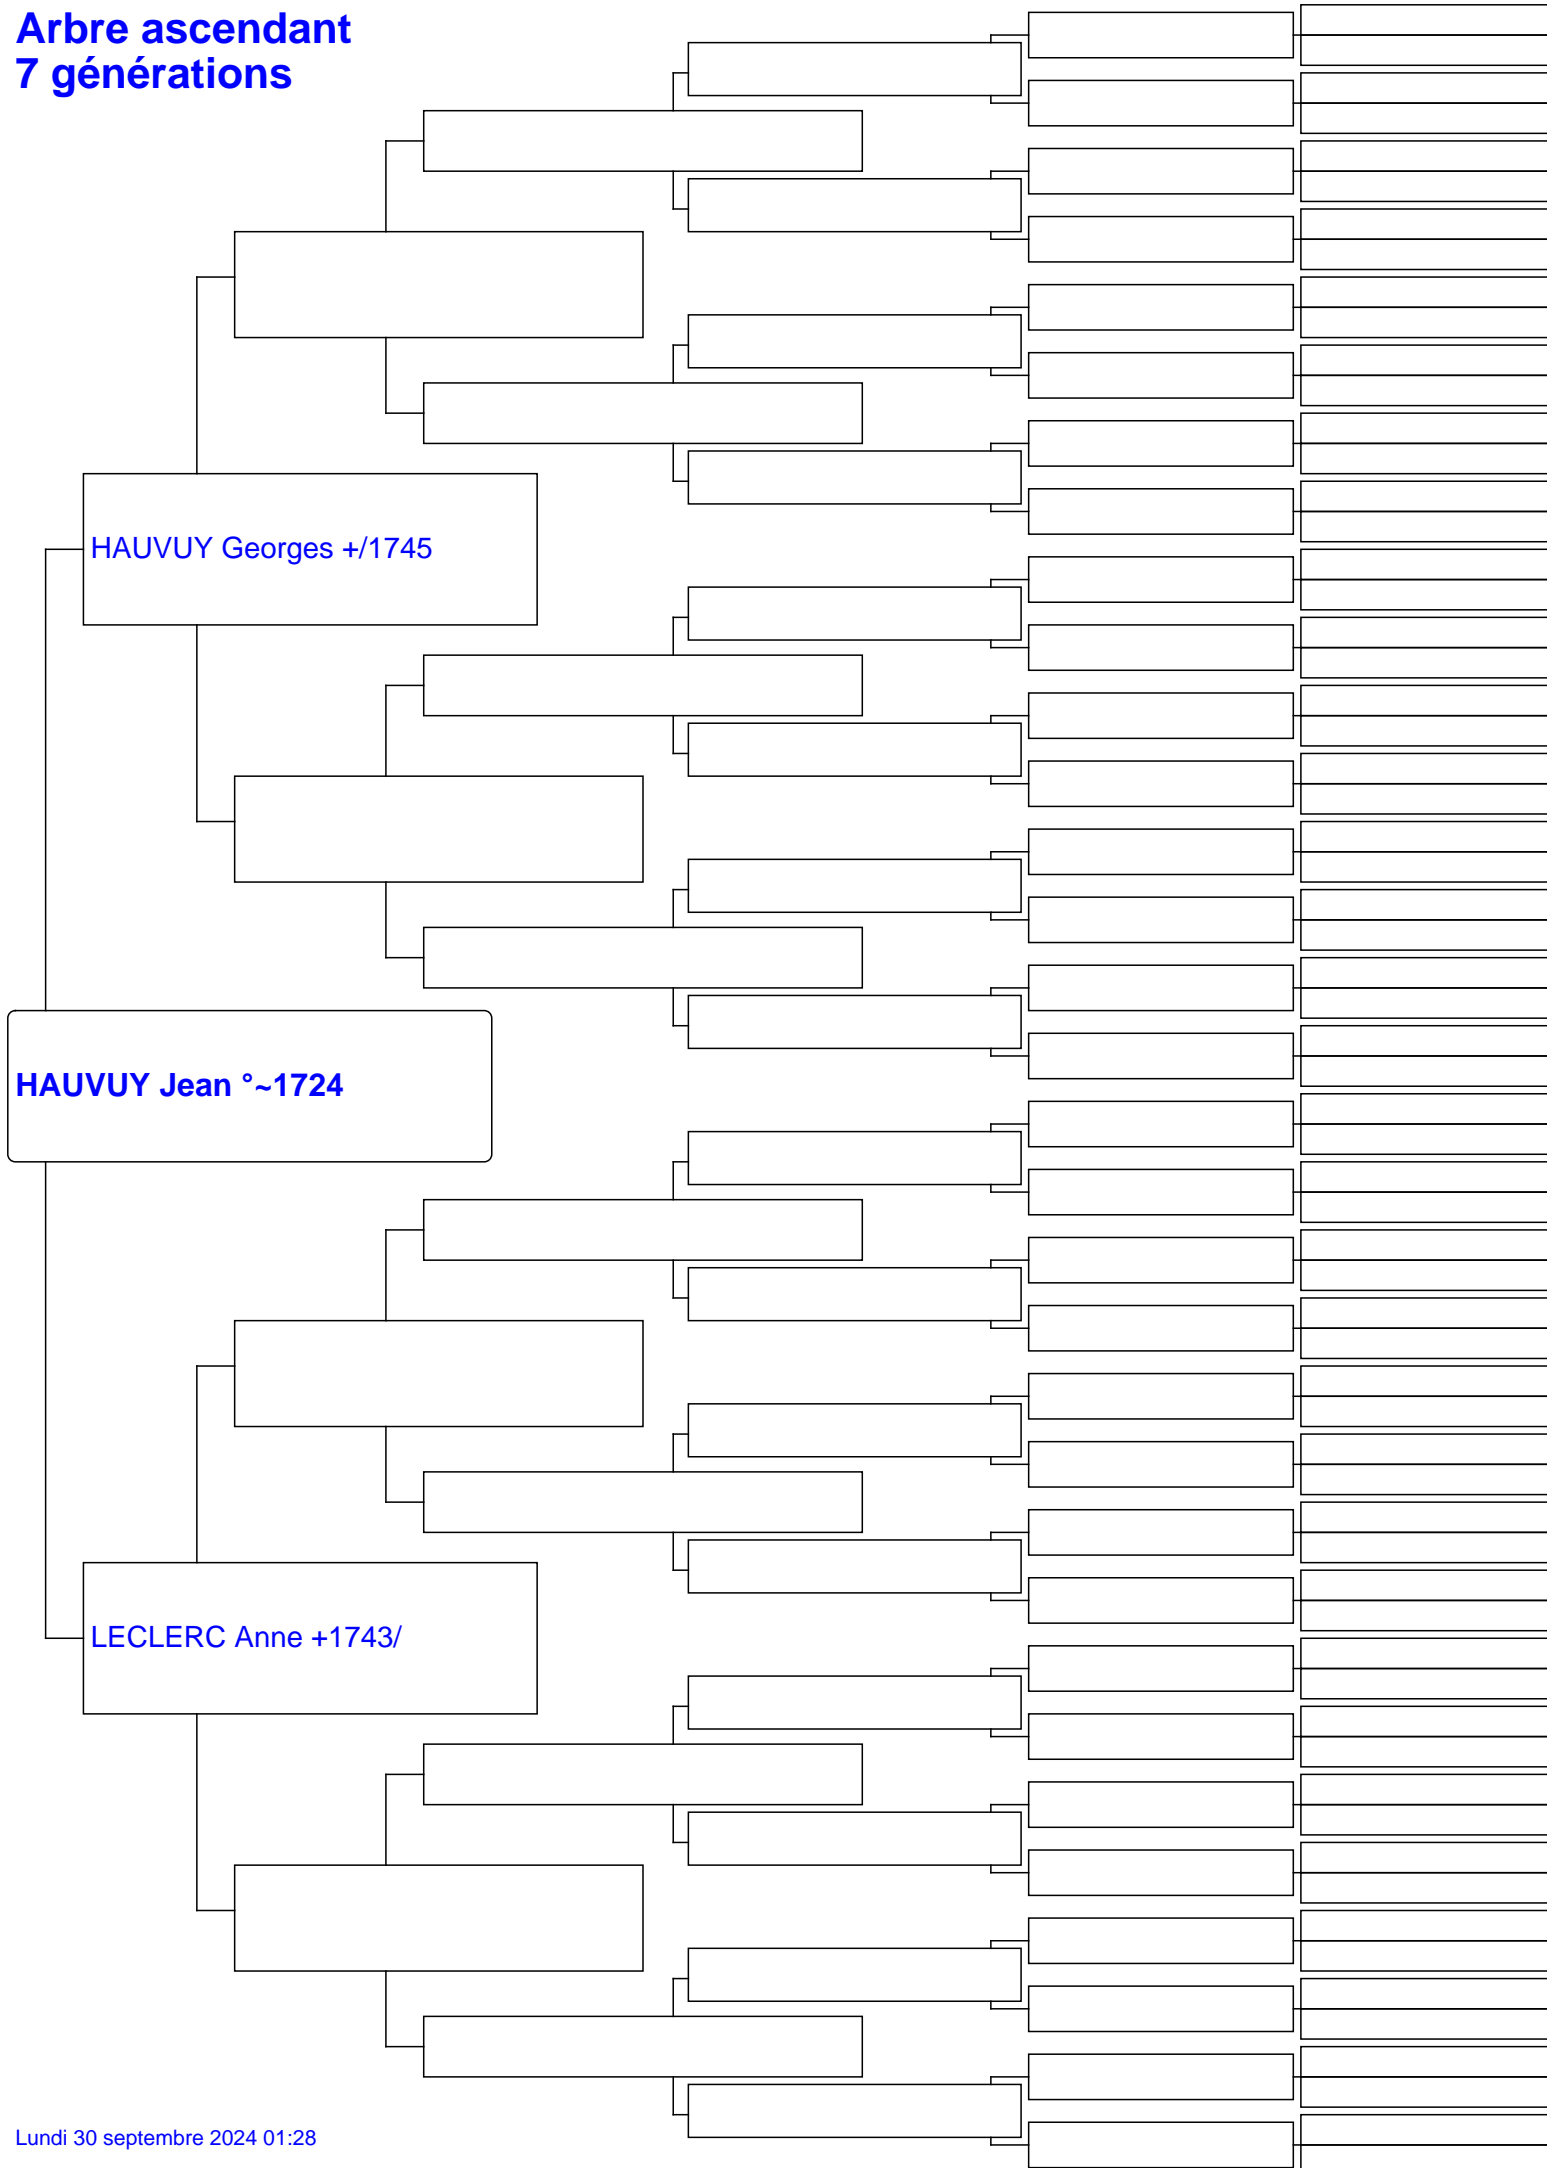 Arbre ascendant
7 générations
HAUVUY Georges +/1745
HAUVUY Jean °~1724
LECLERC Anne +1743/
Lundi 30 septembre 2024 01:28